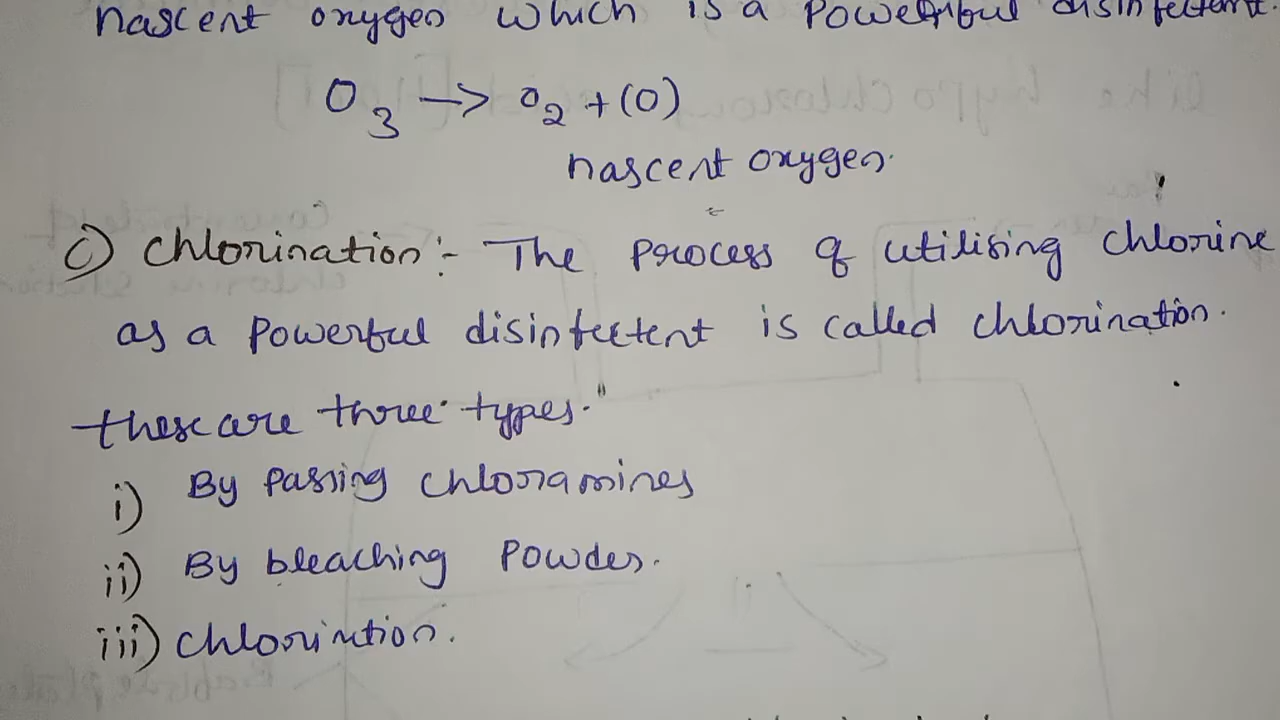 nascent oxygen which is a powerful disinfectent.
O₃ → O₂ + (O)
nascent oxygen.
c) Chlorination :- The process of utilising chlorine
as a powerful disinfectent is called chlorination.
these are three types."
i) By passing chloramines
ii) By bleaching powder.
iii) Chlorintion.